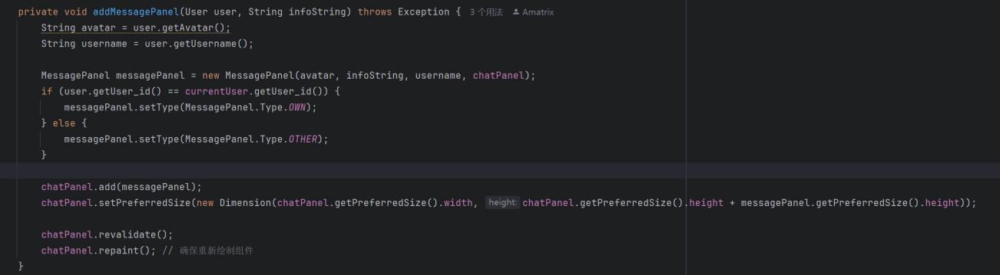 private void addMessagePanel(User user, String infoString) throws Exception { 3 个用法 Amatrix
String avatar = user.getAvatar();
String username = user.getUsername();
MessagePanel messagePanel = new MessagePanel(avatar, infoString, username, chatPanel);
if (user.getUser_id() == currentUser.getUser_id()) {
messagePanel.setType(MessagePanel.Type.OWN);
} else {
messagePanel.setType(MessagePanel.Type.OTHER);
}
chatPanel.add(messagePanel);
chatPanel.setPreferredSize(new Dimension(chatPanel.getPreferredSize().width, height: chatPanel.getPreferredSize().height + messagePanel.getPreferredSize().height));
chatPanel.revalidate();
chatPanel.repaint(); // 确保重新绘制组件
}